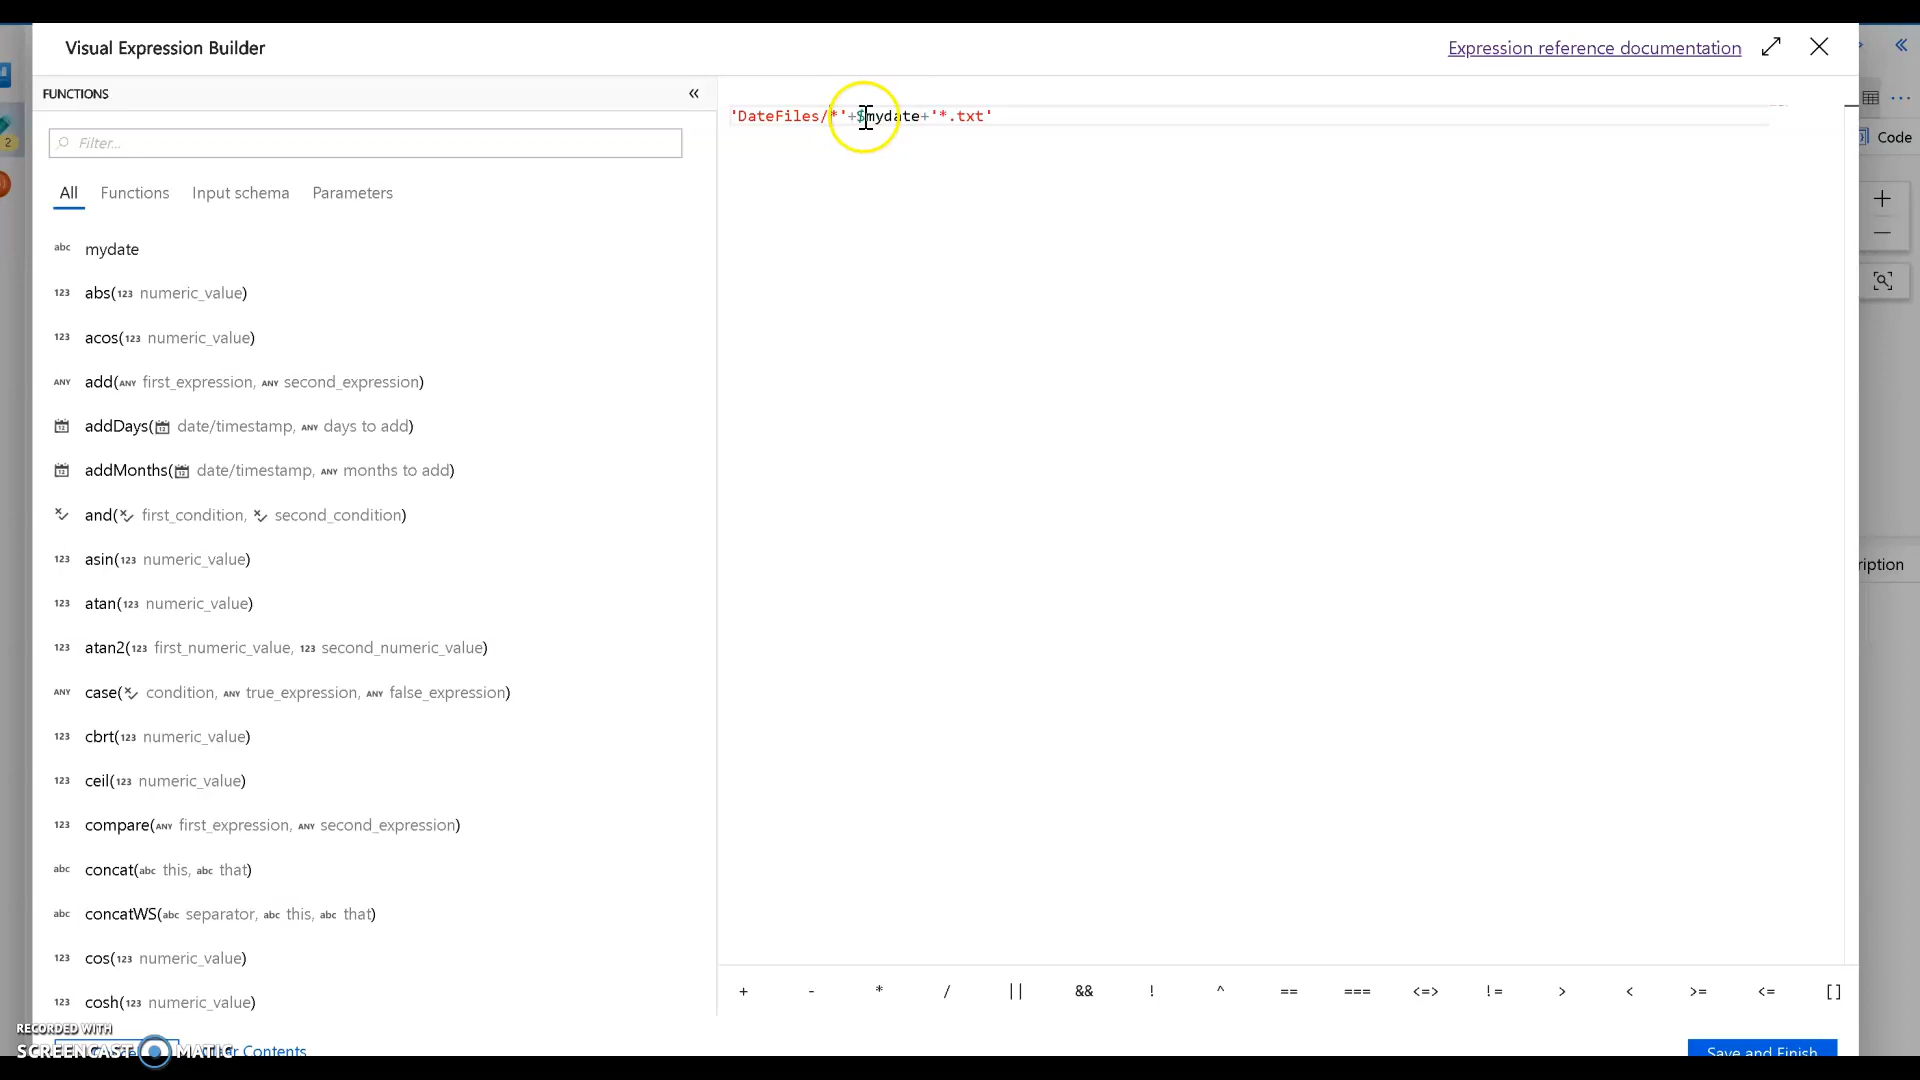 Visual Expression Builder
Expression reference documentation
FUNCTIONS
«
«
'DateFiles/*'+$mydate+'*.txt'
Filter...
Code
2
All Functions Input schema Parameters
abc mydate
123 abs(123 numeric_value)
123 acos(123 numeric_value)
ANY add(ANY first_expression, ANY second_expression)
12 addDays(12 date/timestamp, ANY days to add)
12 addMonths(12 date/timestamp, ANY months to add)
and( first_condition, second_condition)
123 asin(123 numeric_value)
ription
123 atan(123 numeric_value)
123 atan2(123 first_numeric_value, 123 second_numeric_value)
ANY case( condition, ANY true_expression, ANY false_expression)
123 cbrt(123 numeric_value)
123 ceil(123 numeric_value)
123 compare(ANY first_expression, ANY second_expression)
abc concat(abc this, abc that)
abc concatWS(abc separator, abc this, abc that)
123 cos(123 numeric_value)
123 cosh(123 numeric_value)
+ - * / || && ! ^ == === <=> != > < >= <= []
RECORDED WITH
SCREENCAST MATIC
Contents
Save and Finish